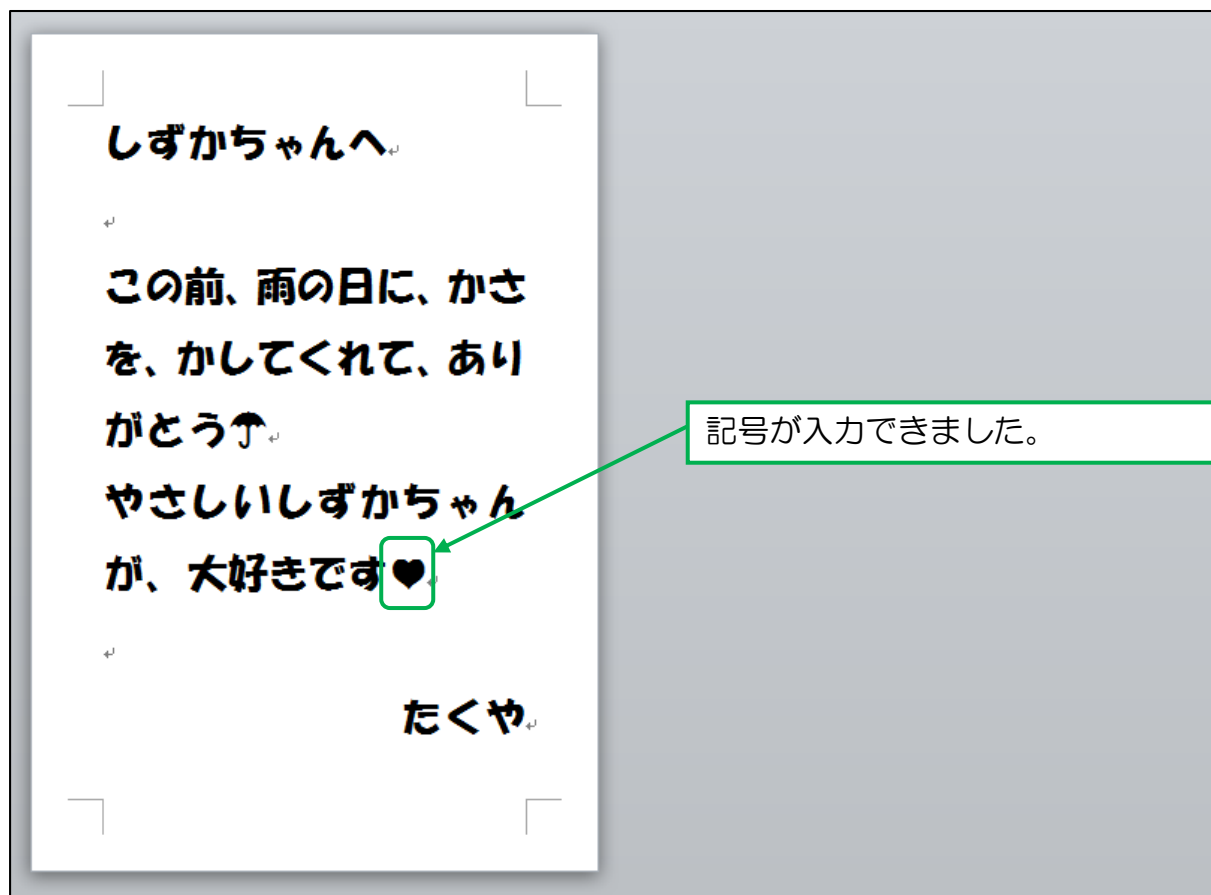 しずかちゃんへ
この前、雨の日に、かさ
を、かしてくれて、あり
がとう☂
やさしいしずかちゃん
が、大好きです♥
たくや
記号が入力できました。